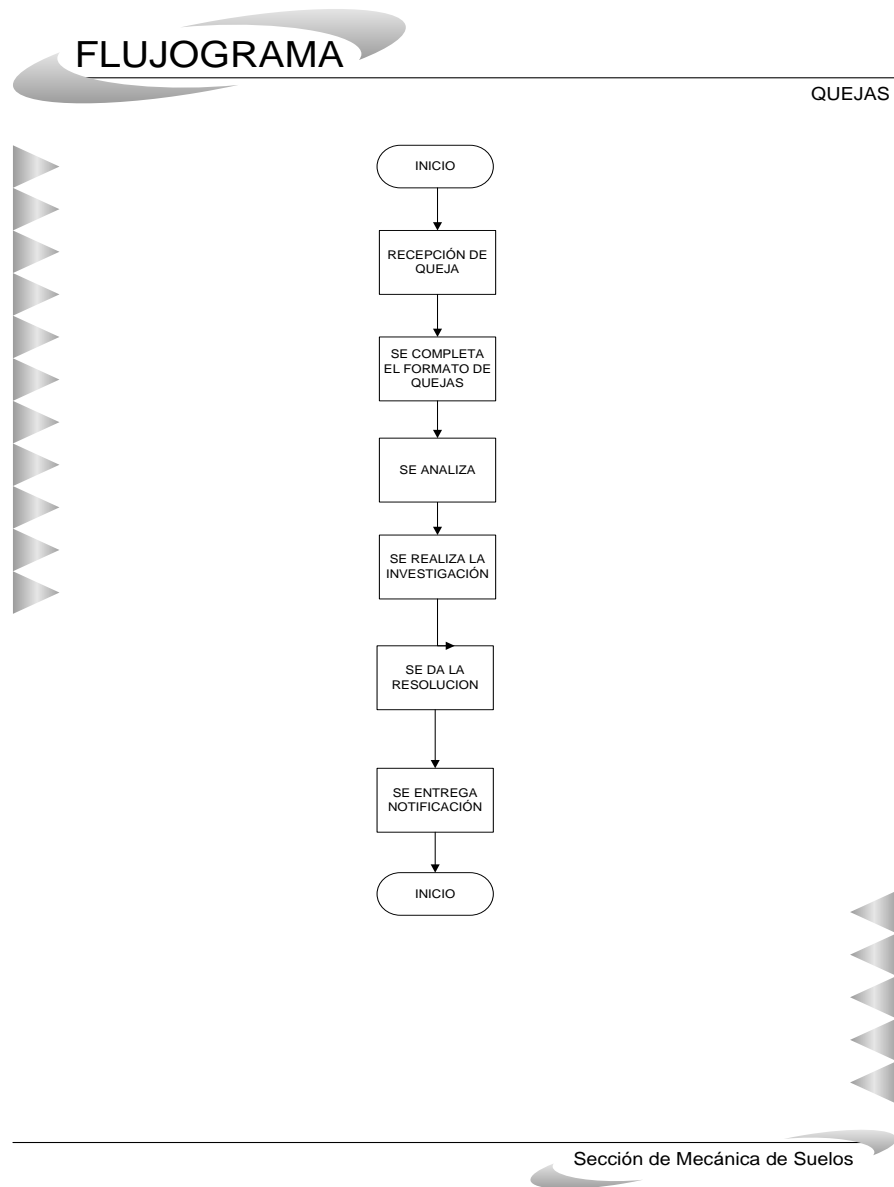 FLUJOGRAMA
QUEJAS
INICIO
RECEPCIÓN DE
QUEJA
SE COMPLETA
EL FORMATO DE
QUEJAS
SE ANALIZA
SE REALIZA LA
INVESTIGACIÓN
SE DA LA
RESOLUCION
SE ENTREGA
NOTIFICACIÓN
INICIO
Sección de Mecánica de Suelos